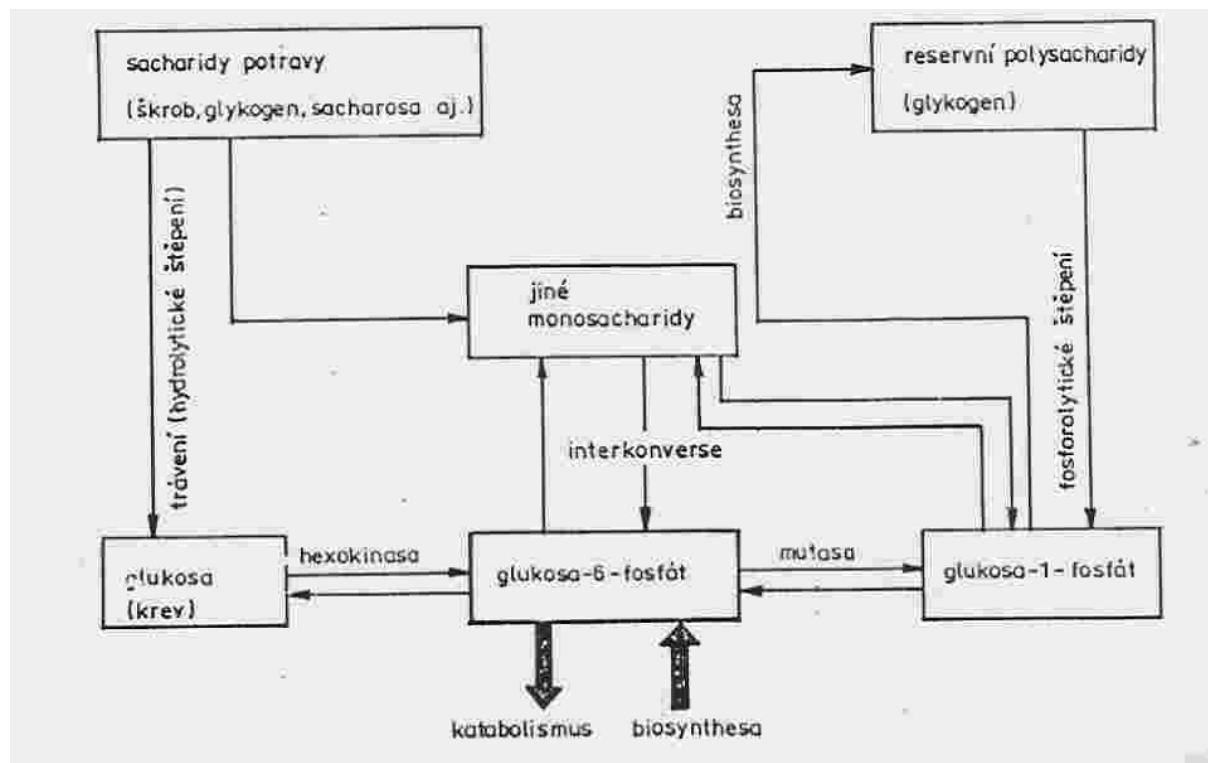 sacharidy potravy
(škrob, glykogen, sacharosa aj.)
reservní polysacharidy
(glykogen)
biosynthesa
trávení (hydrolytické štěpení)
fosforolytické štěpení
jiné
monosacharidy
interkonverse
glukosa
(krev)
hexokinasa
glukosa-6-fosfát
mutasa
glukosa-1-fosfát
katabolismus
biosynthesa